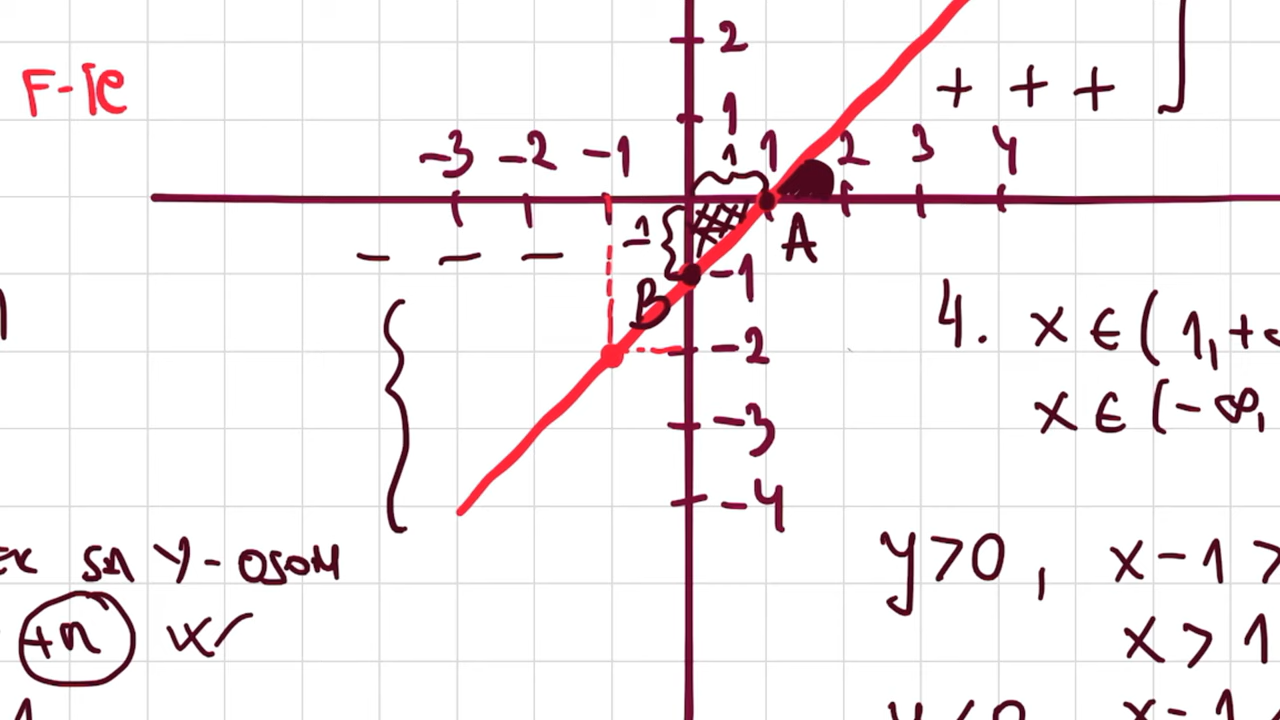 2
F-Je
+ + +
1
-3 -2 -1 1 1 2 3 4
1
A
- - -
-1
B
-2
4. x ∈ (1, +
x ∈ (-∞,
-3
-4
sa y-osom
y>0, x-1>
+n
x>1